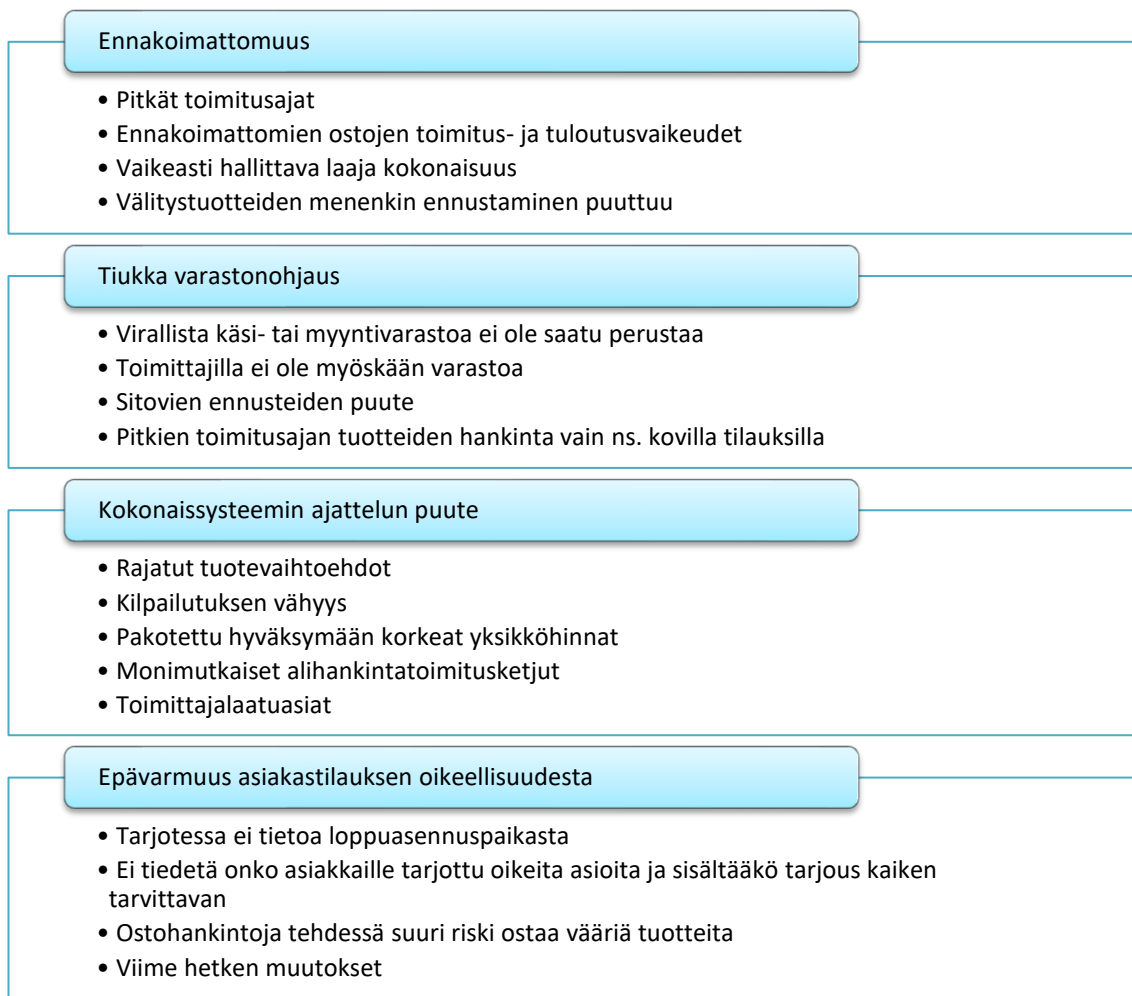 Ennakoimattomuus
• Pitkät toimitusajat
• Ennakoimattomien ostojen toimitus- ja tuloutusvaikeudet
• Vaikeasti hallittava laaja kokonaisuus
• Välitystuotteiden menenkin ennustaminen puuttuu
Tiukka varastonohjaus
• Virallista käsi- tai myyntivarastoa ei ole saatu perustaa
• Toimittajilla ei ole myöskään varastoa
• Sitovien ennusteiden puute
• Pitkien toimitusajan tuotteiden hankinta vain ns. kovilla tilauksilla
Kokonaissysteemin ajattelun puute
• Rajatut tuotevaihtoehdot
• Kilpailutuksen vähyys
• Pakotettu hyväksymään korkeat yksikköhinnat
• Monimutkaiset alihankintatoimitusketjut
• Toimittajalaatuasiat
Epävarmuus asiakastilauksen oikeellisuudesta
• Tarjotessa ei tietoa loppuasennuspaikasta
• Ei tiedetä onko asiakkaille tarjottu oikeita asioita ja sisältääkö tarjous kaiken
tarvittavan
• Ostohankintoja tehdessä suuri riski ostaa vääriä tuotteita
• Viime hetken muutokset